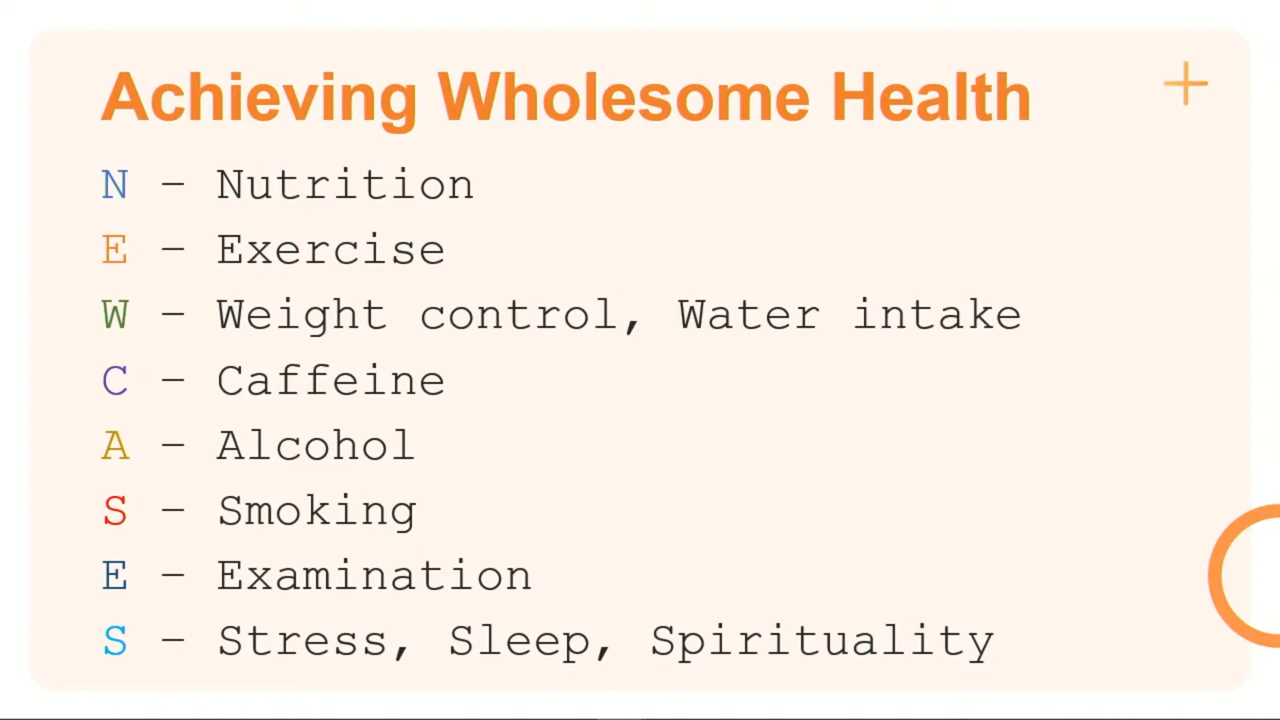 Achieving Wholesome Health
N – Nutrition
E – Exercise
W – Weight control, Water intake
C – Caffeine
A – Alcohol
S – Smoking
E – Examination
S – Stress, Sleep, Spirituality